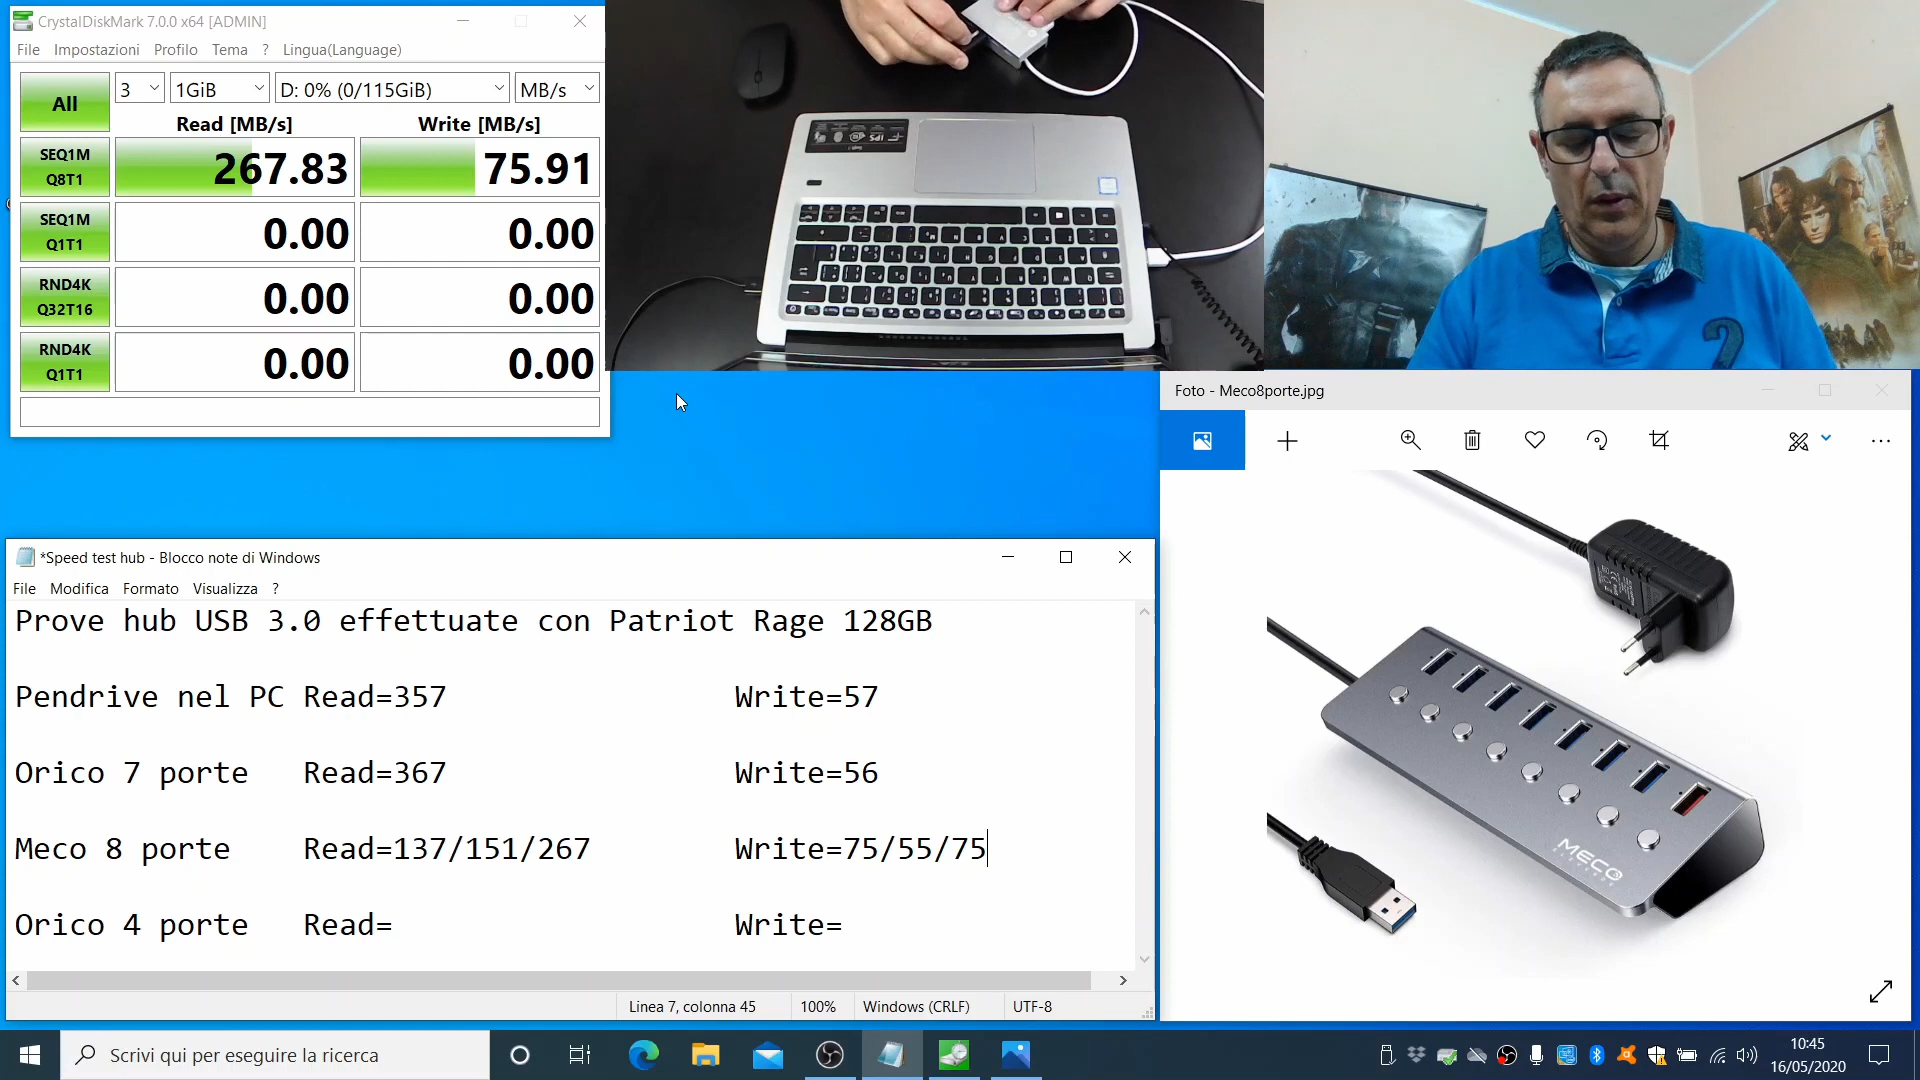 CrystalDiskMark 7.0.0 x64 [ADMIN]
File Impostazioni Profilo Tema ? Lingua(Language)
All 3 1GiB D: 0% (0/115GiB) MB/s
Read [MB/s] Write [MB/s]
SEQ1M Q8T1 267.83 75.91
SEQ1M Q1T1 0.00 0.00
RND4K Q32T16 0.00 0.00
RND4K Q1T1 0.00 0.00
Foto - Meco8porte.jpg
MECO
*Speed test hub - Blocco note di Windows
File Modifica Formato Visualizza ?
Prove hub USB 3.0 effettuate con Patriot Rage 128GB
Pendrive nel PC Read=357 Write=57
Orico 7 porte Read=367 Write=56
Meco 8 porte Read=137/151/267 Write=75/55/75
Orico 4 porte Read= Write=
Linea 7, colonna 45 100% Windows (CRLF) UTF-8
Scrivi qui per eseguire la ricerca
10:45
16/05/2020